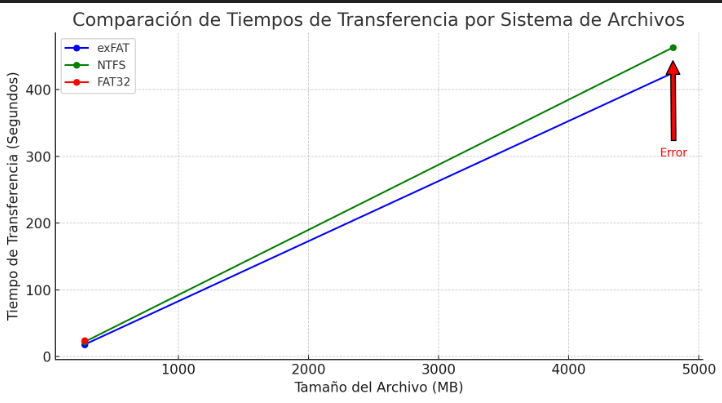 Comparación de Tiempos de Transferencia por Sistema de Archivos
exFAT
NTFS
FAT32
Tiempo de Transferencia (Segundos)
400
300
200
100
0
Error
1000 2000 3000 4000 5000
Tamaño del Archivo (MB)